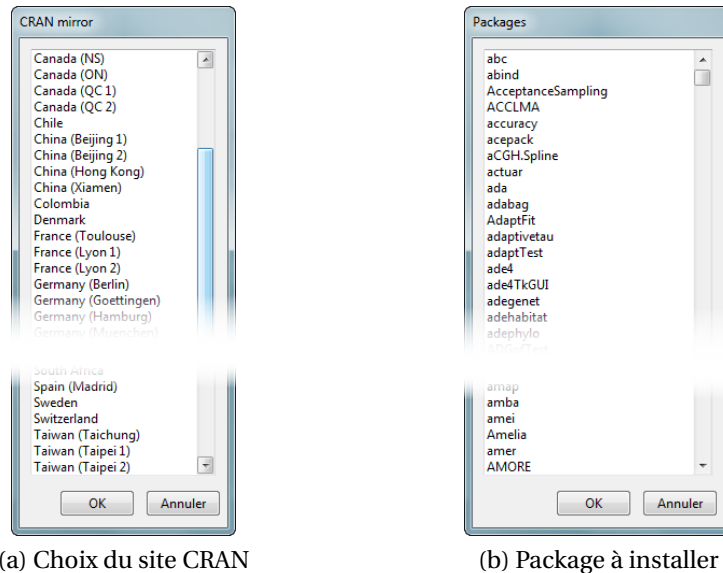 CRAN mirror
Canada (NS)
Canada (ON)
Canada (QC 1)
Canada (QC 2)
Chile
China (Beijing 1)
China (Beijing 2)
China (Hong Kong)
China (Xiamen)
Colombia
Denmark
France (Toulouse)
France (Lyon 1)
France (Lyon 2)
Germany (Berlin)
Germany (Goettingen)
Germany (Hamburg)
Germany (Muenchen)
South Africa
Spain (Madrid)
Sweden
Switzerland
Taiwan (Taichung)
Taiwan (Taipei 1)
Taiwan (Taipei 2)
OK
Annuler
(a) Choix du site CRAN
Packages
abc
abind
AcceptanceSampling
ACCLMA
accuracy
acepack
aCGH.Spline
actuar
ada
adabag
AdaptFit
adaptivetau
adaptTest
ade4
ade4TkGUI
adegenet
adehabitat
adephylo
amap
amba
amei
Amelia
amer
AMORE
OK
Annuler
(b) Package à installer